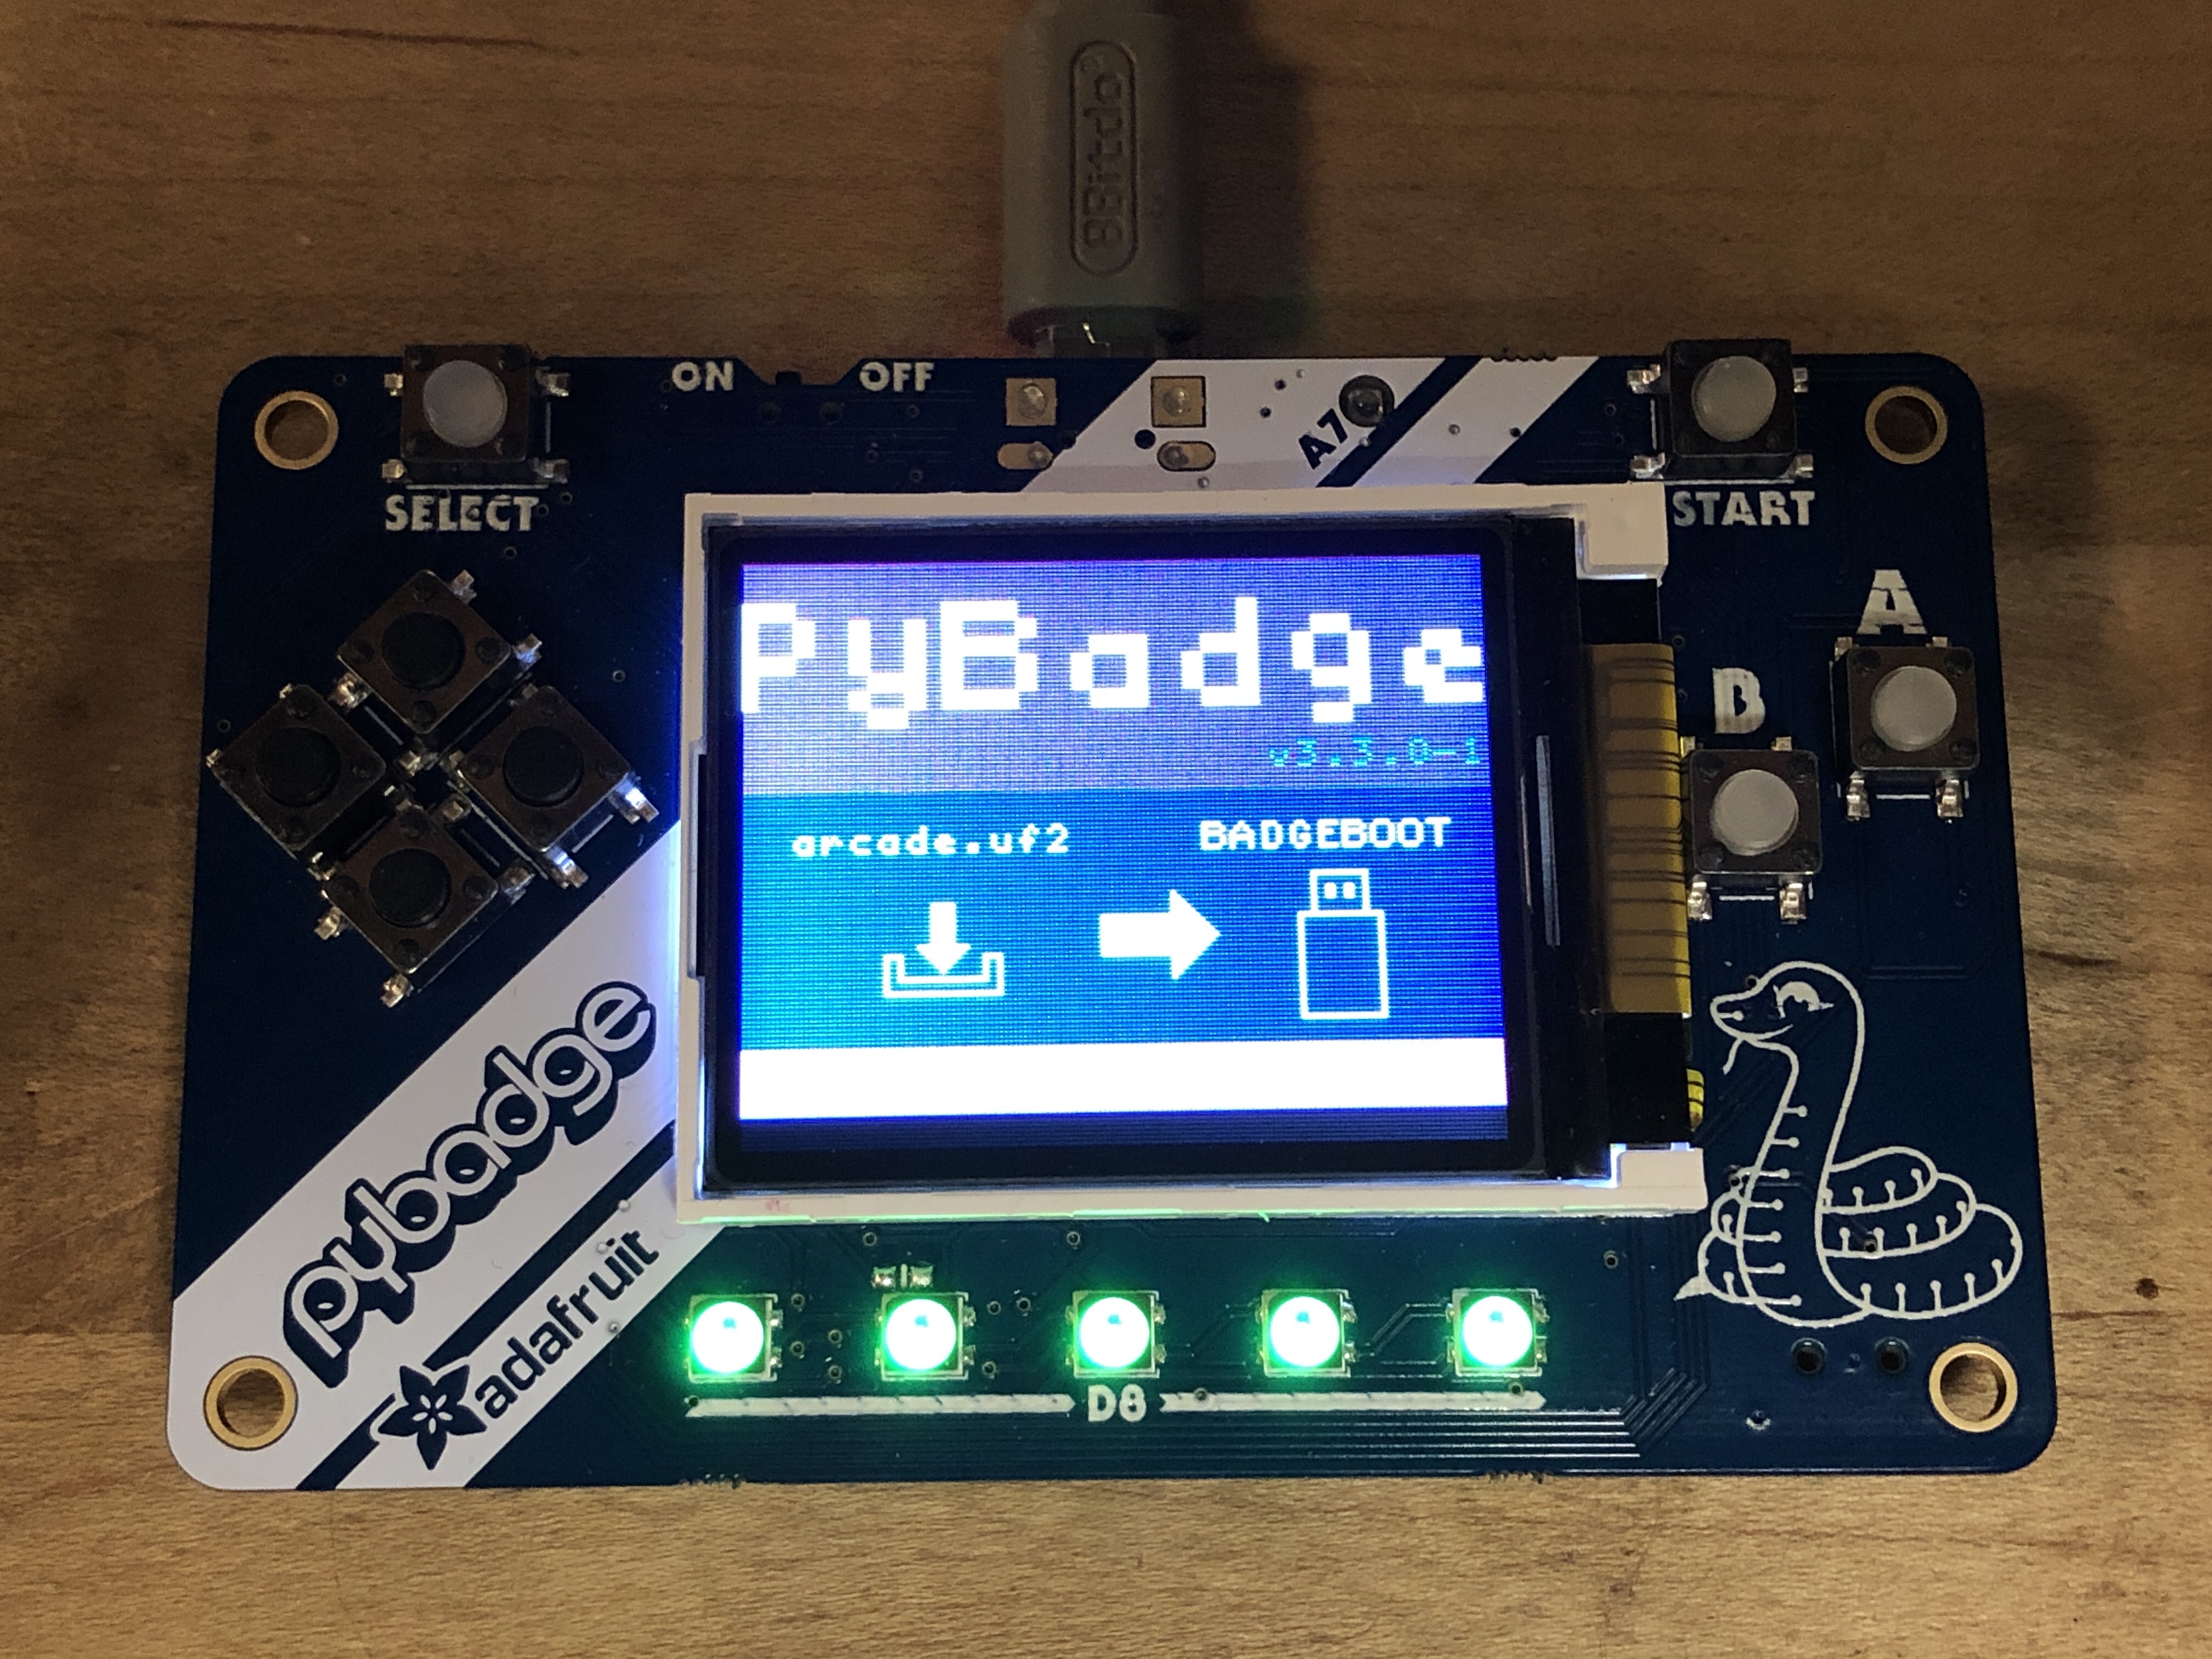 8BitDo
ON OFF
SELECT
A7
START
PyBadge
v3.3.0-1
arcade.uf2 BADGEBOOT
A
B
pybadge
adafruit
D8